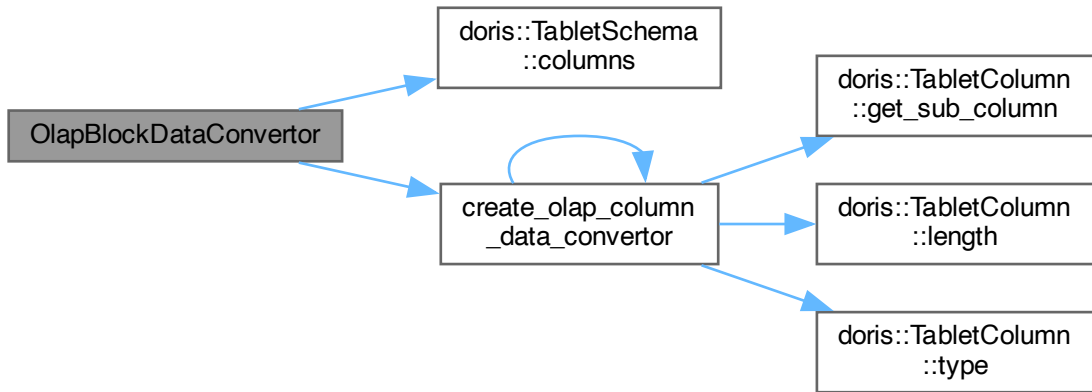 OlapBlockDataConvertor
doris::TabletSchema
::columns
create_olap_column
_data_convertor
doris::TabletColumn
::get_sub_column
doris::TabletColumn
::length
doris::TabletColumn
::type